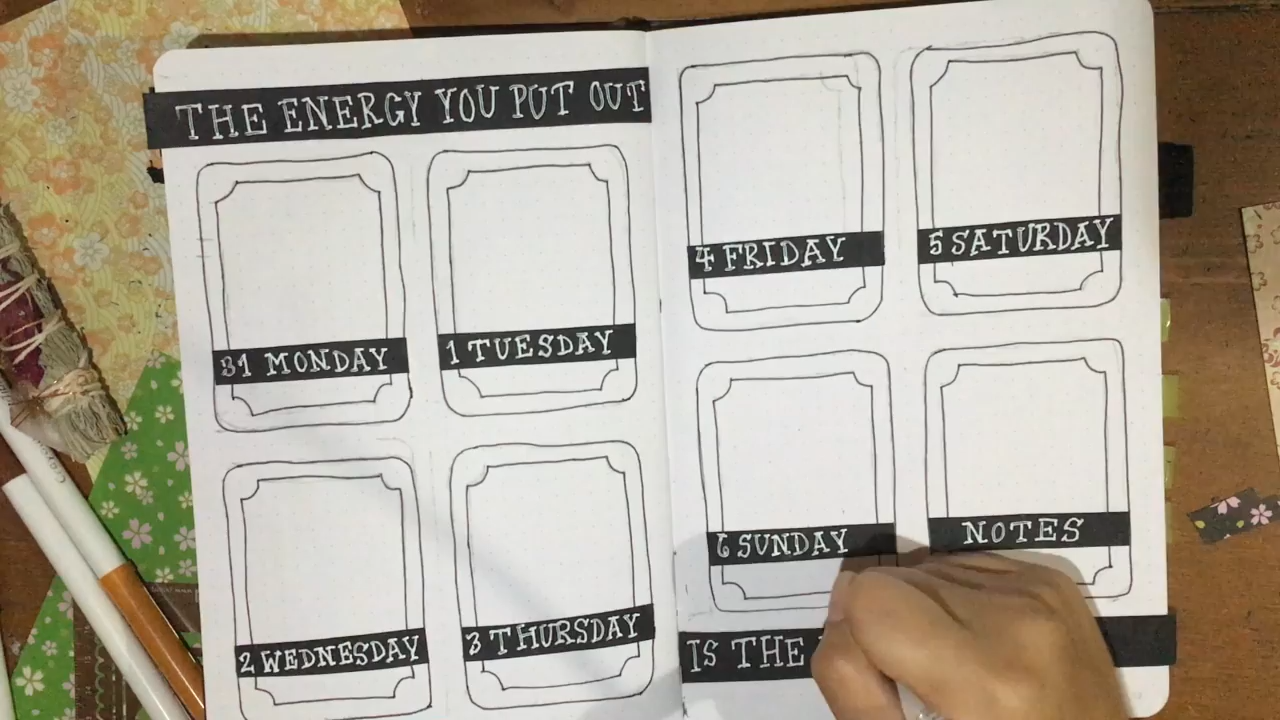 THE ENERGY YOU PUT OUT
31 MONDAY
1 TUESDAY
2 WEDNESDAY
3 THURSDAY
4 FRIDAY
5 SATURDAY
6 SUNDAY
NOTES
IS THE